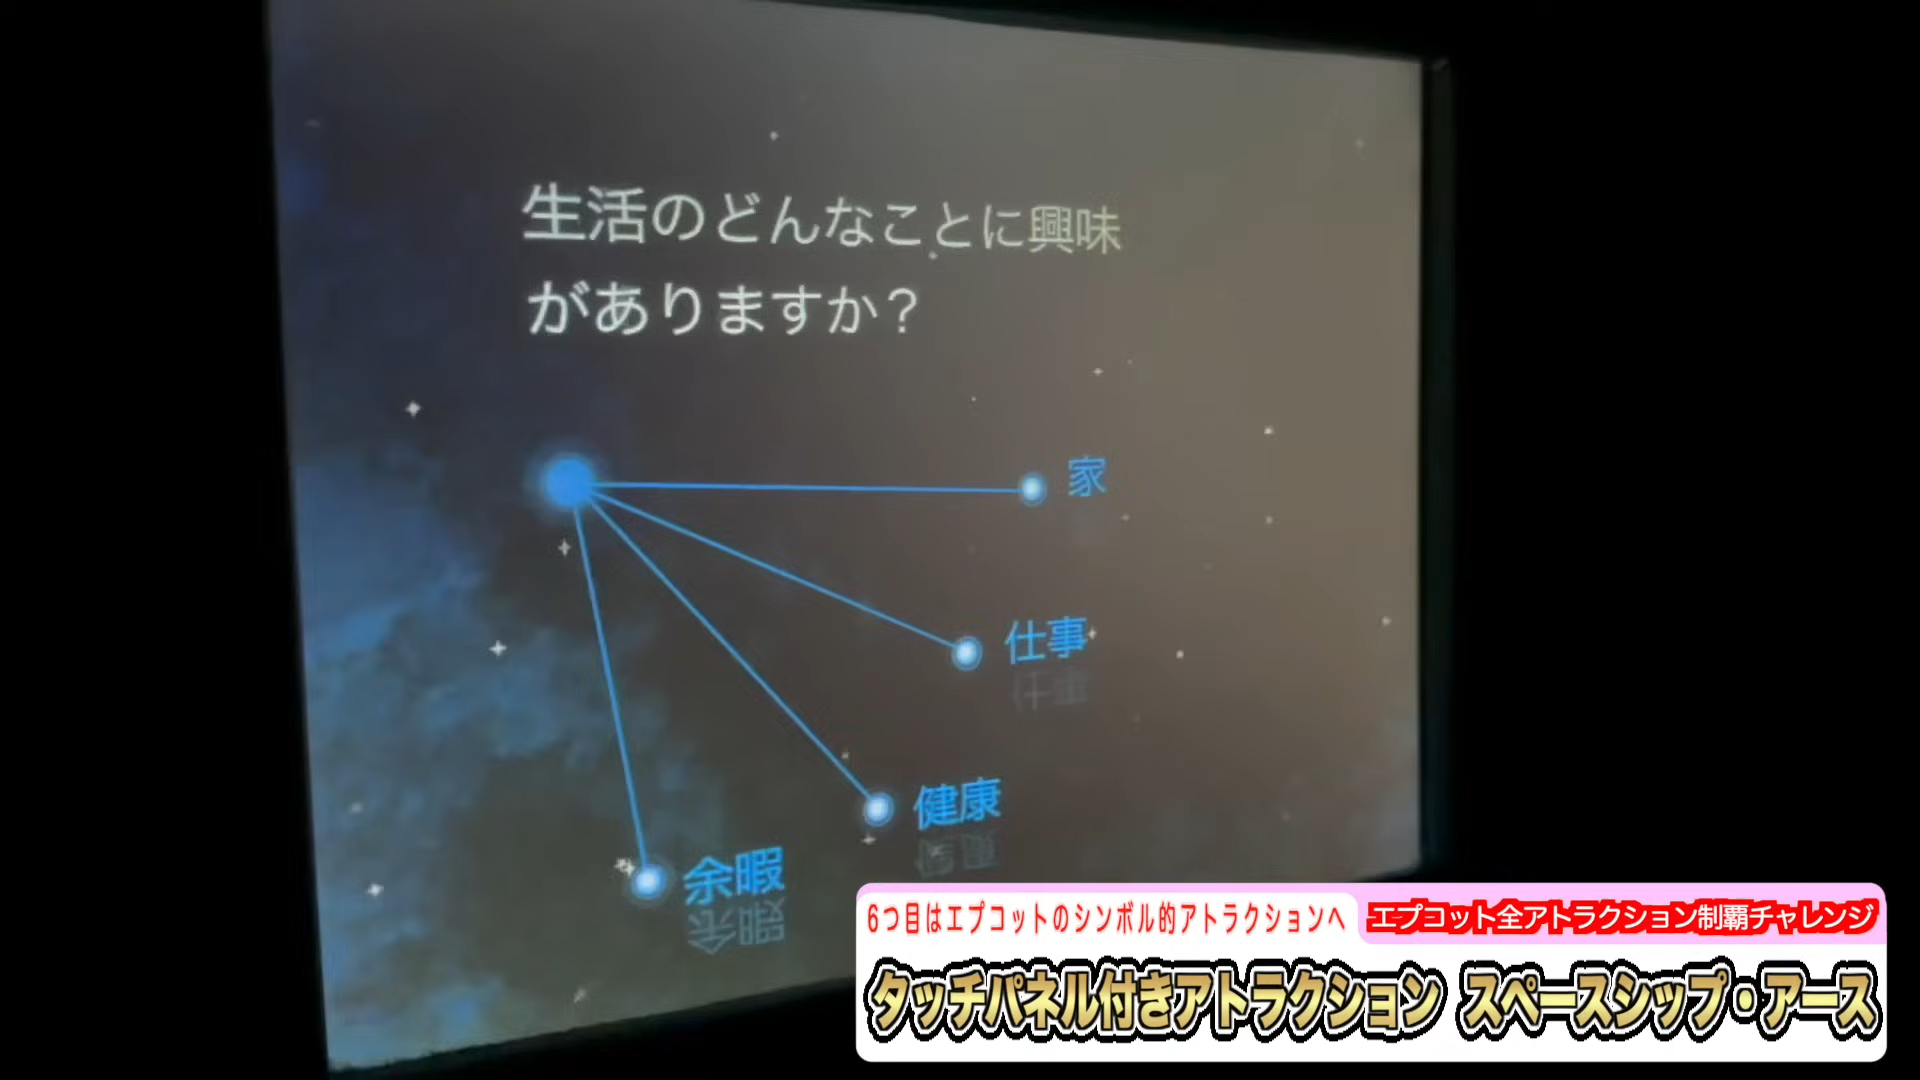 生活のどんなことに興味
がありますか？
家
仕事
健康
余暇
6つ目はエプコットのシンボル的アトラクションへ
エプコット全アトラクション制覇チャレンジ
タッチパネル付きアトラクション スペースシップ・アース